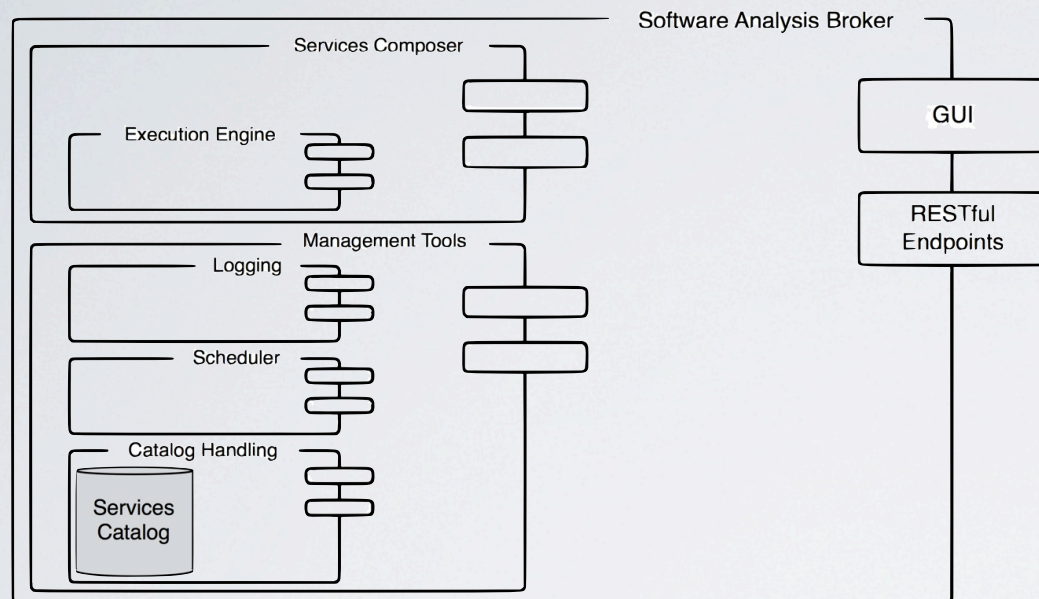 Software Analysis Broker
Services Composer
GUI
Execution Engine
RESTful
Endpoints
Management Tools
Logging
Scheduler
Catalog Handling
Services
Catalog